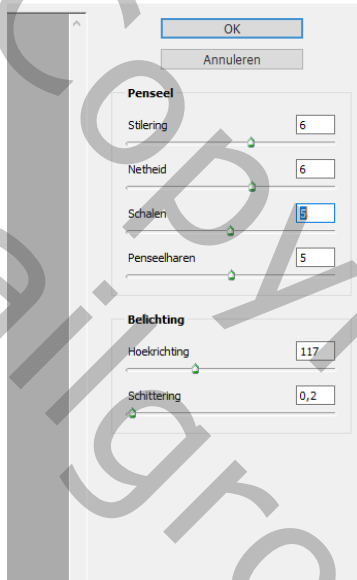 OK
Annuleren
Penseel
Stilering 6
Netheid 6
Schalen 5
Penseelharen 5
Belichting
Hoekrichting 117
Schittering 0,2